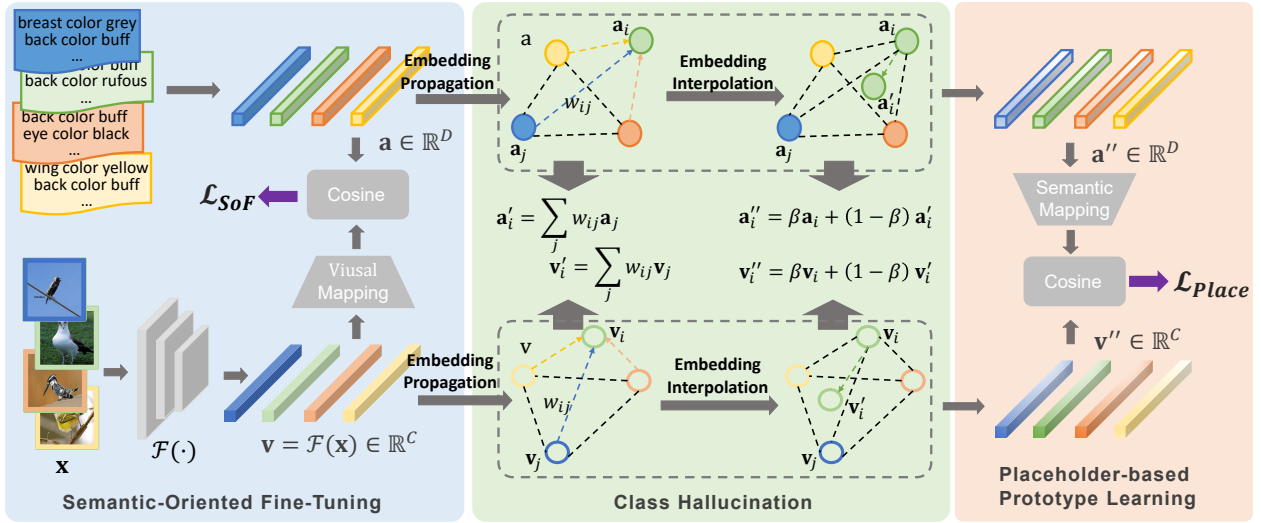 breast color grey
back color buff
...
back color buff
back color rufous
...
back color buff
eye color black
...
wing color yellow
back color buff
...
𝐚 ∈ ℝ^D
ℒ_SoF
Cosine
Viusal
Mapping
𝐱
ℱ(·)
𝐯 = ℱ(𝐱) ∈ ℝ^C
Semantic-Oriented Fine-Tuning
Embedding
Propagation
a
𝐚_i
w_ij
𝐚_j
Embedding
Interpolation
𝐚_i
𝐚′_i
𝐚_j
𝐚′_i = ∑_j w_ij 𝐚_j
𝐯′_i = ∑_j w_ij 𝐯_j
𝐚″_i = β𝐚_i + (1 − β) 𝐚′_i
𝐯″_i = β𝐯_i + (1 − β) 𝐯′_i
Embedding
Propagation
v
𝐯_i
w_ij
𝐯_j
Embedding
Interpolation
𝐯_i
𝐯′_i
𝐯_j
Class Hallucination
𝐚″ ∈ ℝ^D
Semantic
Mapping
Cosine
ℒ_Place
𝐯″ ∈ ℝ^C
Placeholder-based
Prototype Learning